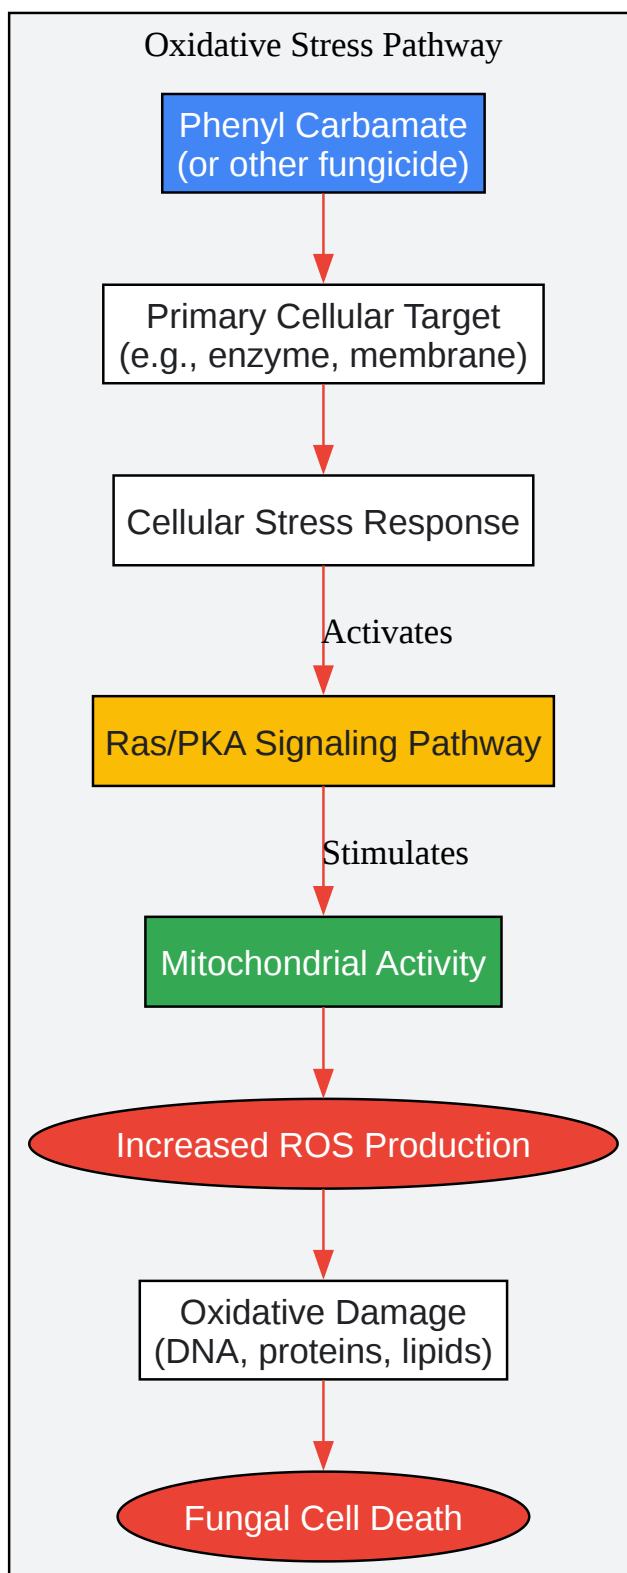 Oxidative Stress Pathway
Phenyl Carbamate
(or other fungicide)
Primary Cellular Target
(e.g., enzyme, membrane)
Cellular Stress Response
Activates
Ras/PKA Signaling Pathway
Stimulates
Mitochondrial Activity
Increased ROS Production
Oxidative Damage
(DNA, proteins, lipids)
Fungal Cell Death